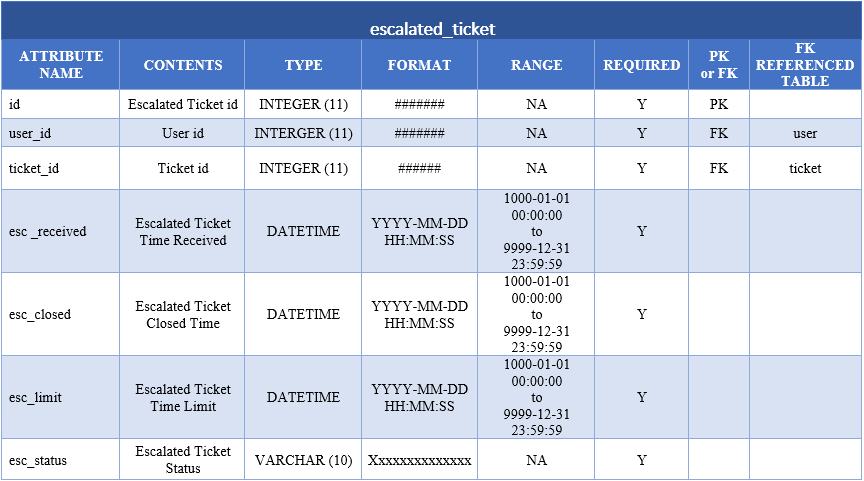 escalated_ticket
ATTRIBUTE NAME CONTENTS TYPE FORMAT RANGE REQUIRED PK or FK FK REFERENCED TABLE
id Escalated Ticket id INTEGER (11) ####### NA Y PK
user_id User id INTERGER (11) ####### NA Y FK user
ticket_id Ticket id INTEGER (11) ###### NA Y FK ticket
esc _received Escalated Ticket Time Received DATETIME YYYY-MM-DD HH:MM:SS 1000-01-01 00:00:00 to 9999-12-31 23:59:59 Y
esc_closed Escalated Ticket Closed Time DATETIME YYYY-MM-DD HH:MM:SS 1000-01-01 00:00:00 to 9999-12-31 23:59:59 Y
esc_limit Escalated Ticket Time Limit DATETIME YYYY-MM-DD HH:MM:SS 1000-01-01 00:00:00 to 9999-12-31 23:59:59 Y
esc_status Escalated Ticket Status VARCHAR (10) Xxxxxxxxxxxxxx NA Y